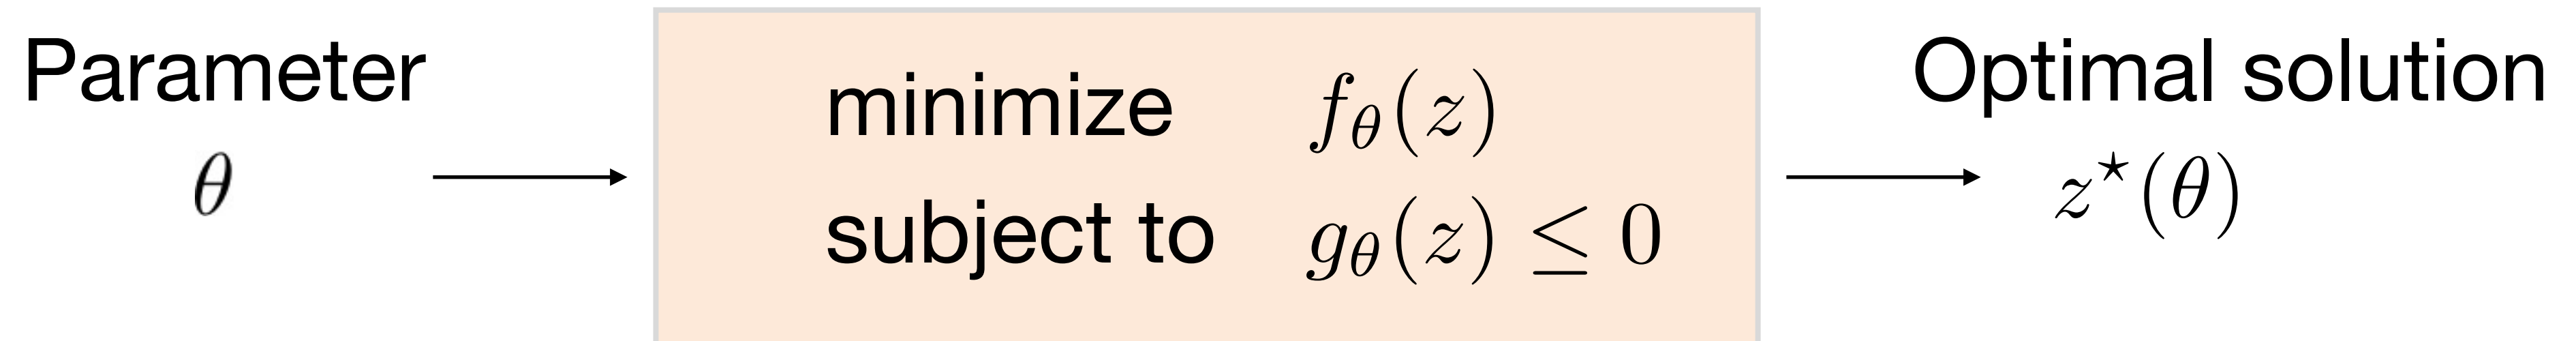 Parameter
θ
minimize f_θ(z)
subject to g_θ(z) ≤ 0
Optimal solution
z*(θ)